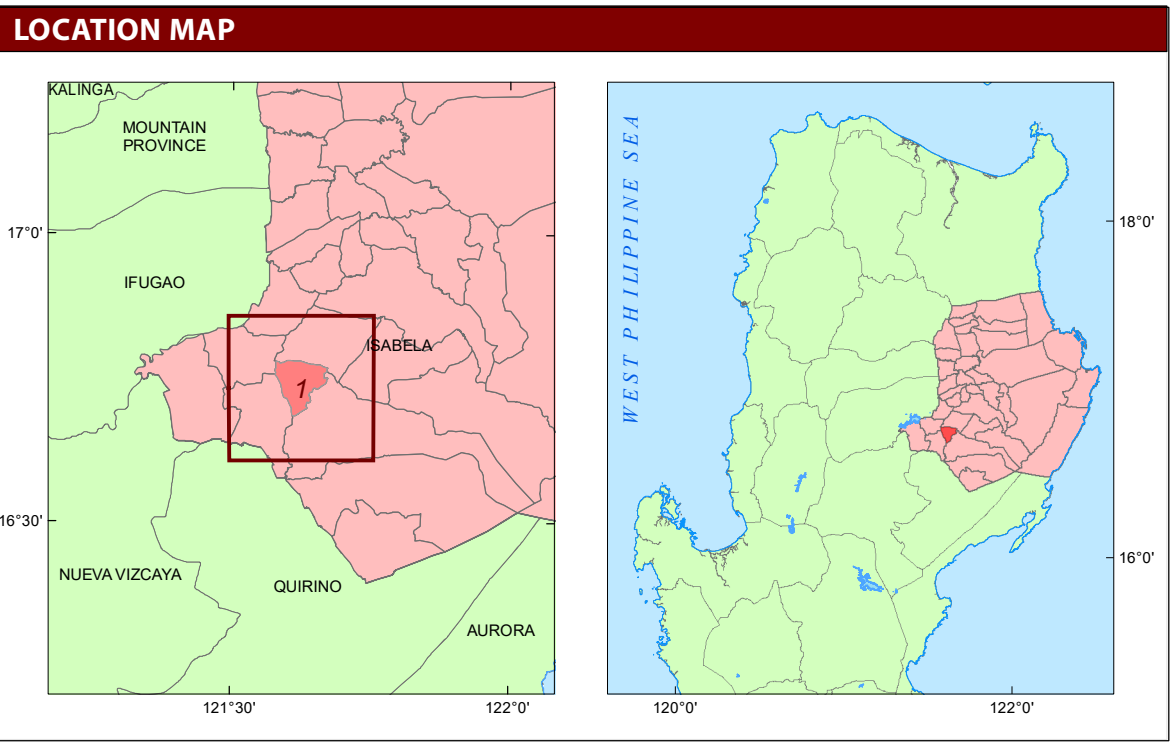 LOCATION MAP
KALINGA
MOUNTAIN
PROVINCE
17°0'
IFUGAO
ISABELA
1
16°30'
NUEVA VIZCAYA
QUIRINO
AURORA
121°30'
122°0'
WEST PHILIPPINE SEA
18°0'
16°0'
120°0'
122°0'